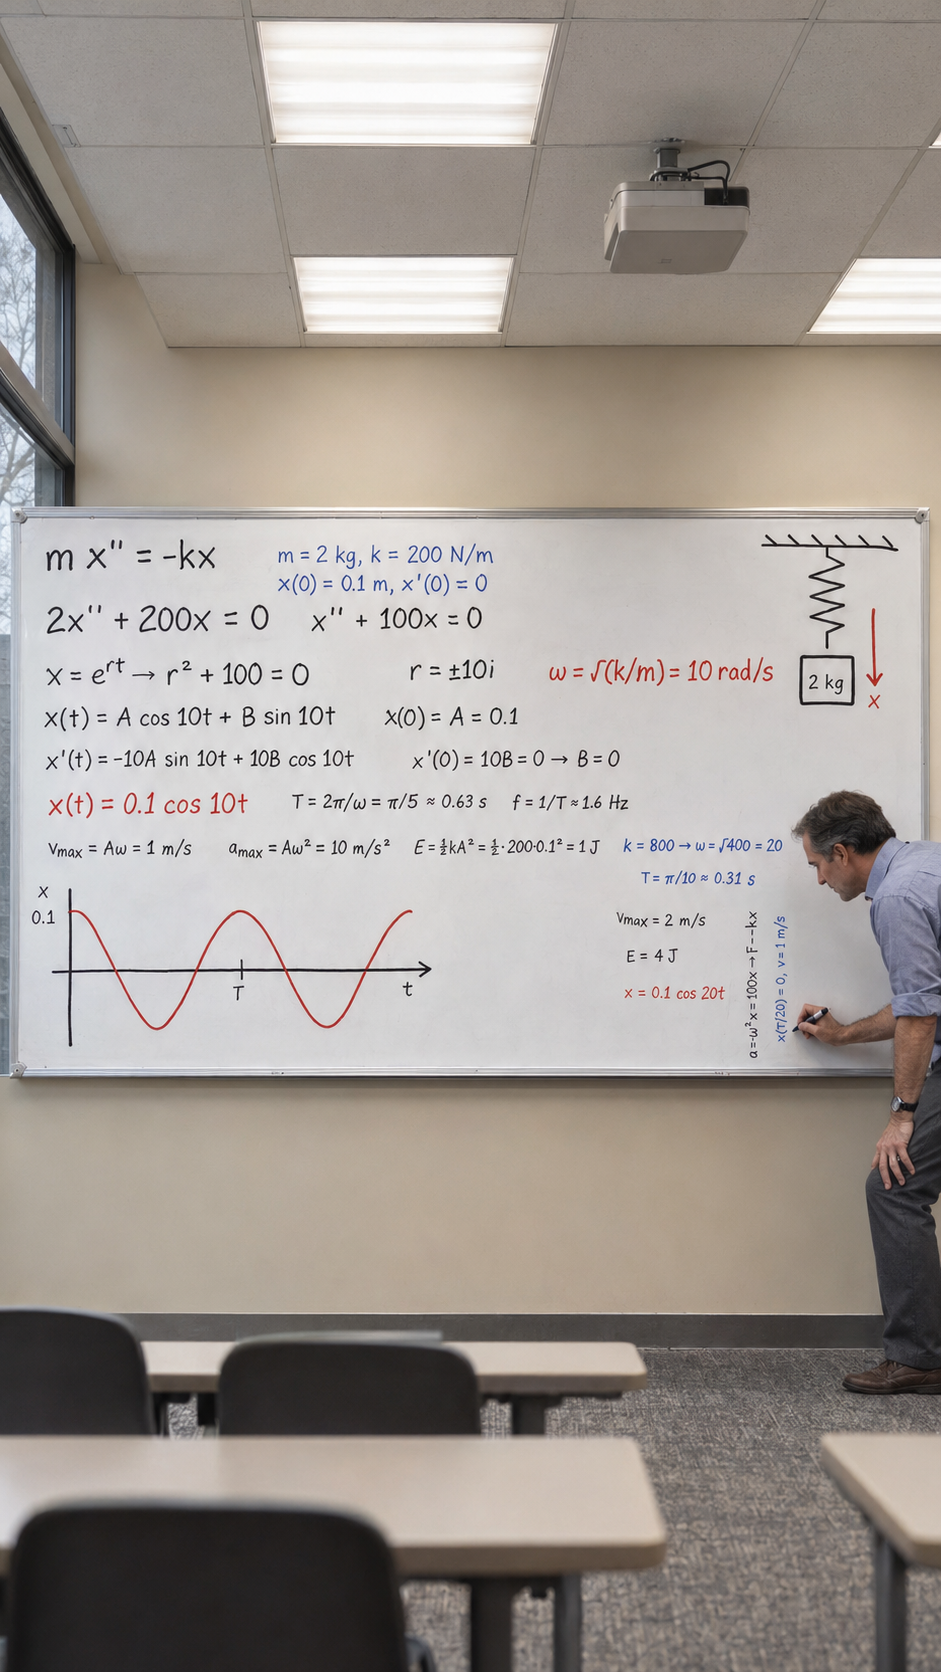 m x'' = -kx
m = 2 kg, k = 200 N/m
x(0) = 0.1 m, x'(0) = 0
2x'' + 200x = 0
x'' + 100x = 0
x = e^rt → r² + 100 = 0
r = ±10i
ω = √(k/m) = 10 rad/s
2 kg
x
x(t) = A cos 10t + B sin 10t
x(0) = A = 0.1
x'(t) = -10A sin 10t + 10B cos 10t
x'(0) = 10B = 0 → B = 0
x(t) = 0.1 cos 10t
T = 2π/ω = π/5 ≈ 0.63 s
f = 1/T ≈ 1.6 Hz
vmax = Aω = 1 m/s
amax = Aω² = 10 m/s²
E = ½kA² = ½·200·0.1² = 1 J
k = 800 → ω = √400 = 20
T = π/10 ≈ 0.31 s
x
0.1
T
t
vmax = 2 m/s
E = 4 J
x = 0.1 cos 20t
a=-ω²x = 100x → F--kx
x(T/20) = 0, v = 1 m/s